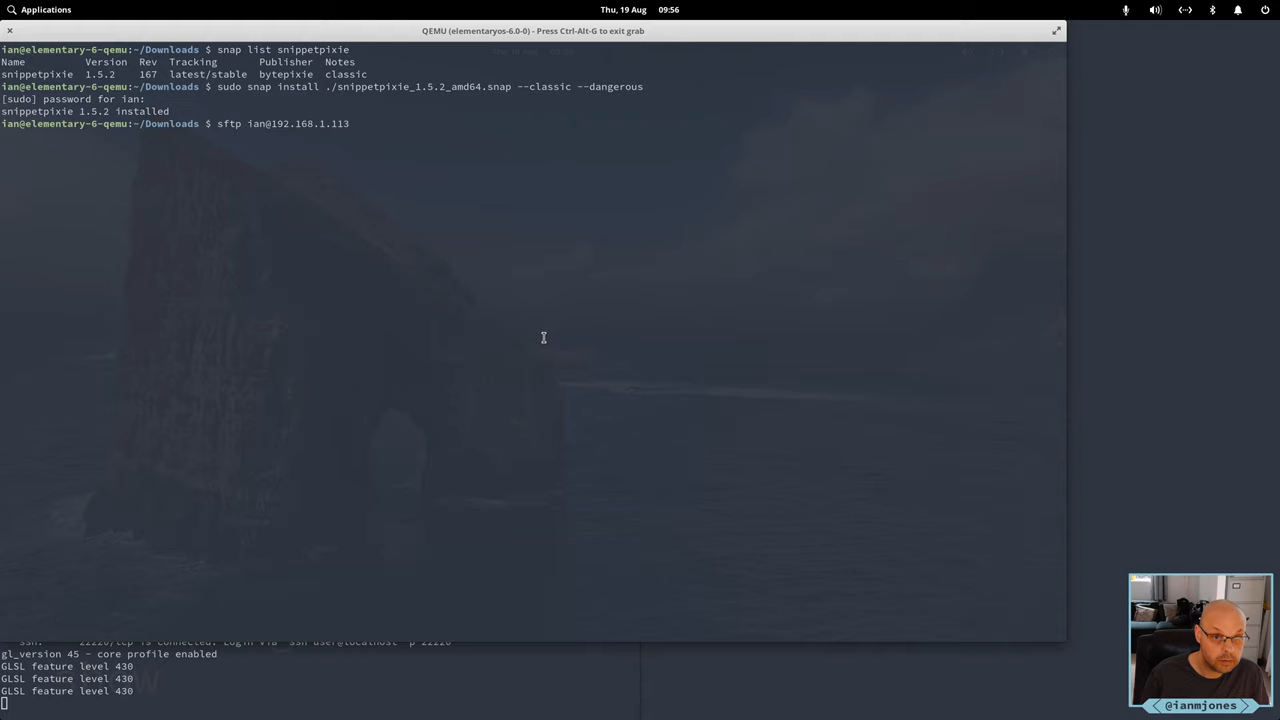 Applications
Thu, 19 Aug 09:56
QEMU (elementaryos-6.0-0) - Press Ctrl-Alt-G to exit grab
ian@elementary-6-qemu:~/Downloads $ snap list snippetpixie
Name Version Rev Tracking Publisher Notes
snippetpixie 1.5.2 167 latest/stable bytepixie classic
ian@elementary-6-qemu:~/Downloads $ sudo snap install ./snippetpixie_1.5.2_amd64.snap --classic --dangerous
[sudo] password for ian:
snippetpixie 1.5.2 installed
ian@elementary-6-qemu:~/Downloads $ sftp ian@192.168.1.113
gl_version 45 - core profile enabled
GLSL feature level 430
GLSL feature level 430
GLSL feature level 430
@ianmjones